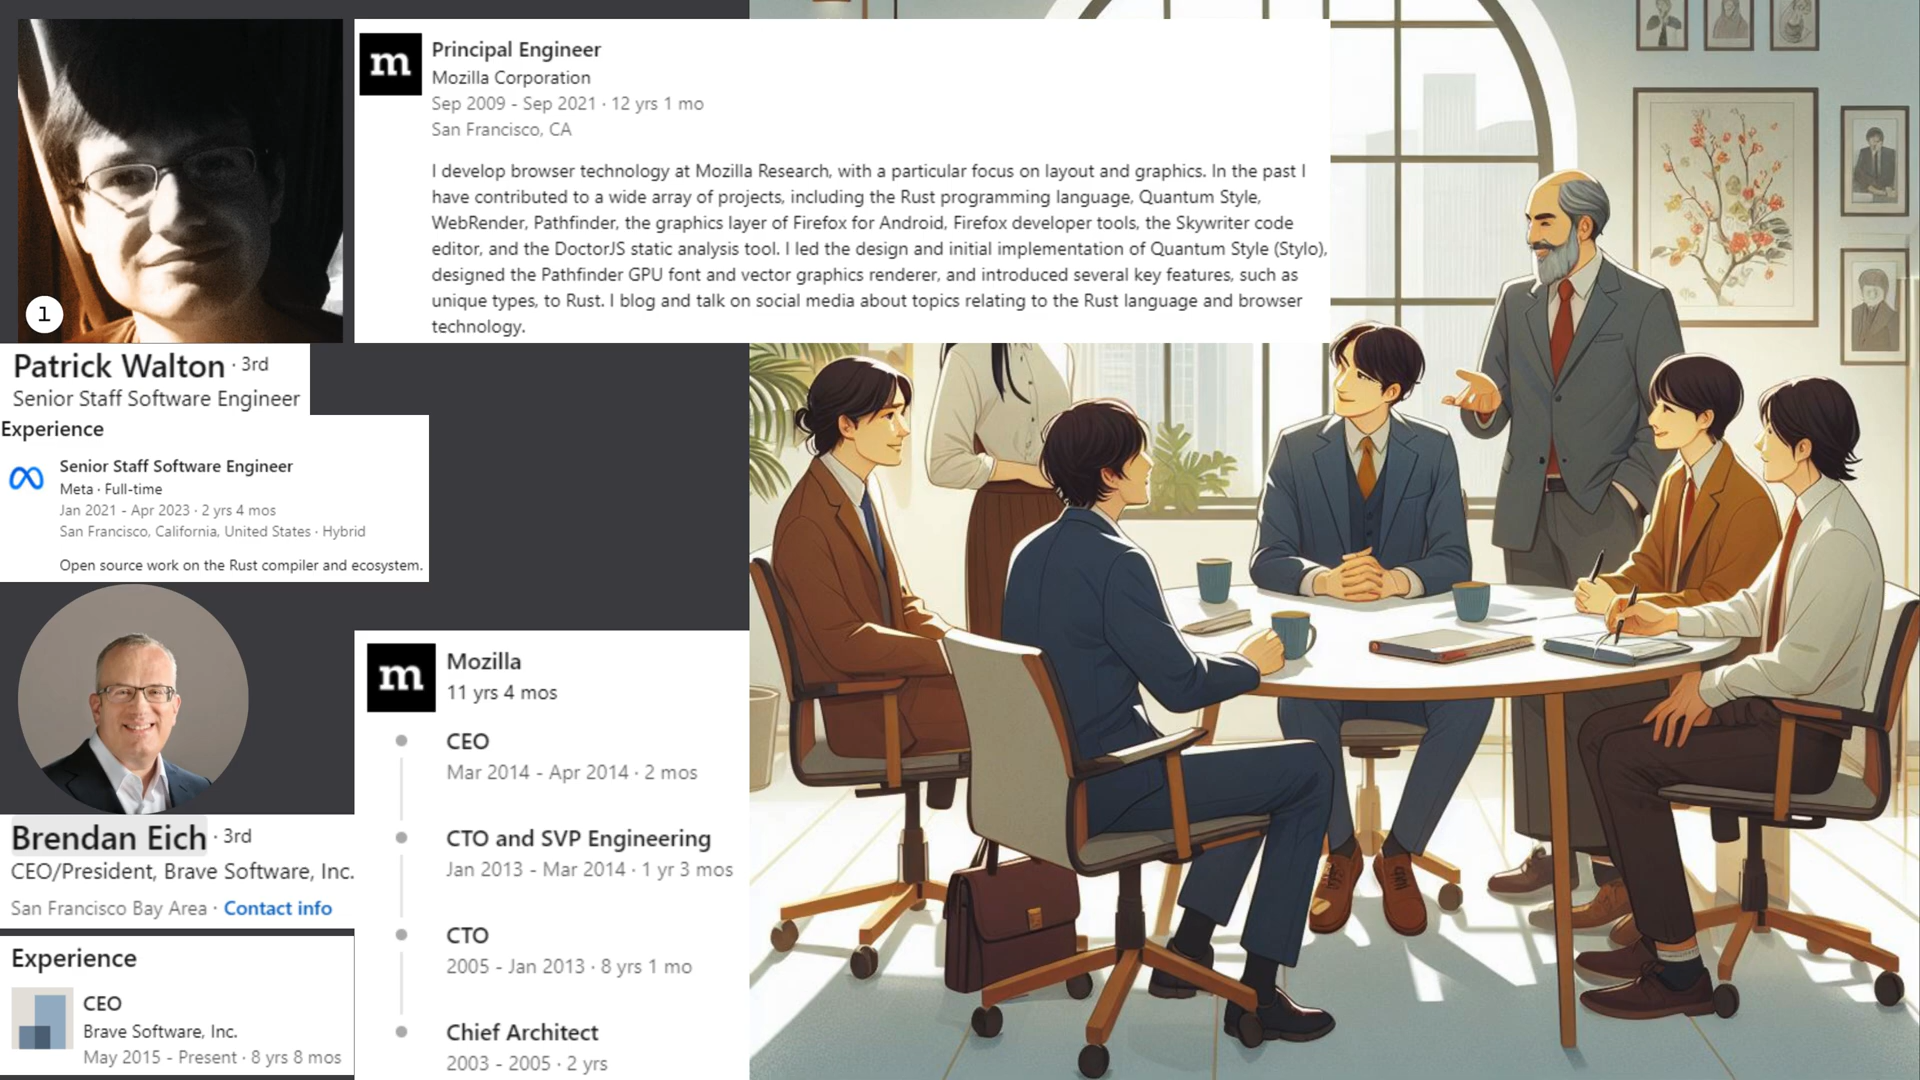 m
Principal Engineer
Mozilla Corporation
Sep 2009 - Sep 2021 · 12 yrs 1 mo
San Francisco, CA
I develop browser technology at Mozilla Research, with a particular focus on layout and graphics. In the past I
have contributed to a wide array of projects, including the Rust programming language, Quantum Style,
WebRender, Pathfinder, the graphics layer of Firefox for Android, Firefox developer tools, the Skywriter code
editor, and the DoctorJS static analysis tool. I led the design and initial implementation of Quantum Style (Stylo),
designed the Pathfinder GPU font and vector graphics renderer, and introduced several key features, such as
unique types, to Rust. I blog and talk on social media about topics relating to the Rust language and browser
technology.
1
Patrick Walton · 3rd
Senior Staff Software Engineer
Experience
Senior Staff Software Engineer
Meta · Full-time
Jan 2021 - Apr 2023 · 2 yrs 4 mos
San Francisco, California, United States · Hybrid
Open source work on the Rust compiler and ecosystem.
Brendan Eich · 3rd
CEO/President, Brave Software, Inc.
San Francisco Bay Area · Contact info
Experience
CEO
Brave Software, Inc.
May 2015 - Present · 8 yrs 8 mos
m
Mozilla
11 yrs 4 mos
CEO
Mar 2014 - Apr 2014 · 2 mos
CTO and SVP Engineering
Jan 2013 - Mar 2014 · 1 yr 3 mos
CTO
2005 - Jan 2013 · 8 yrs 1 mo
Chief Architect
2003 - 2005 · 2 yrs